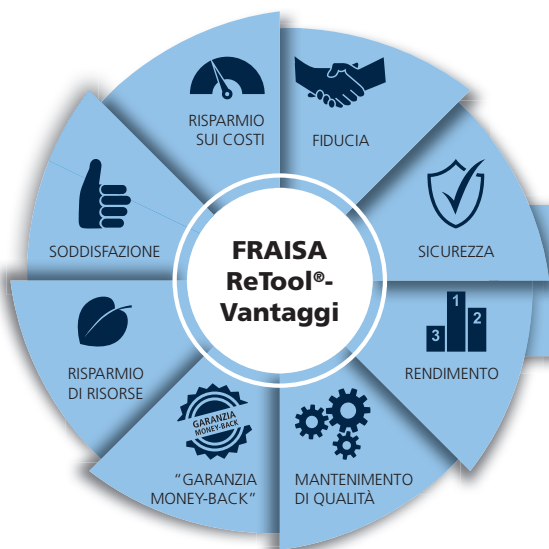 FRAISA
ReTool®-
Vantaggi
RISPARMIO
SUI COSTI
FIDUCIA
SICUREZZA
1
2
3
RENDIMENTO
MANTENIMENTO
DI QUALITÀ
GARANZIA
MONEY-BACK
“GARANZIA
MONEY-BACK”
RISPARMIO
DI RISORSE
SODDISFAZIONE